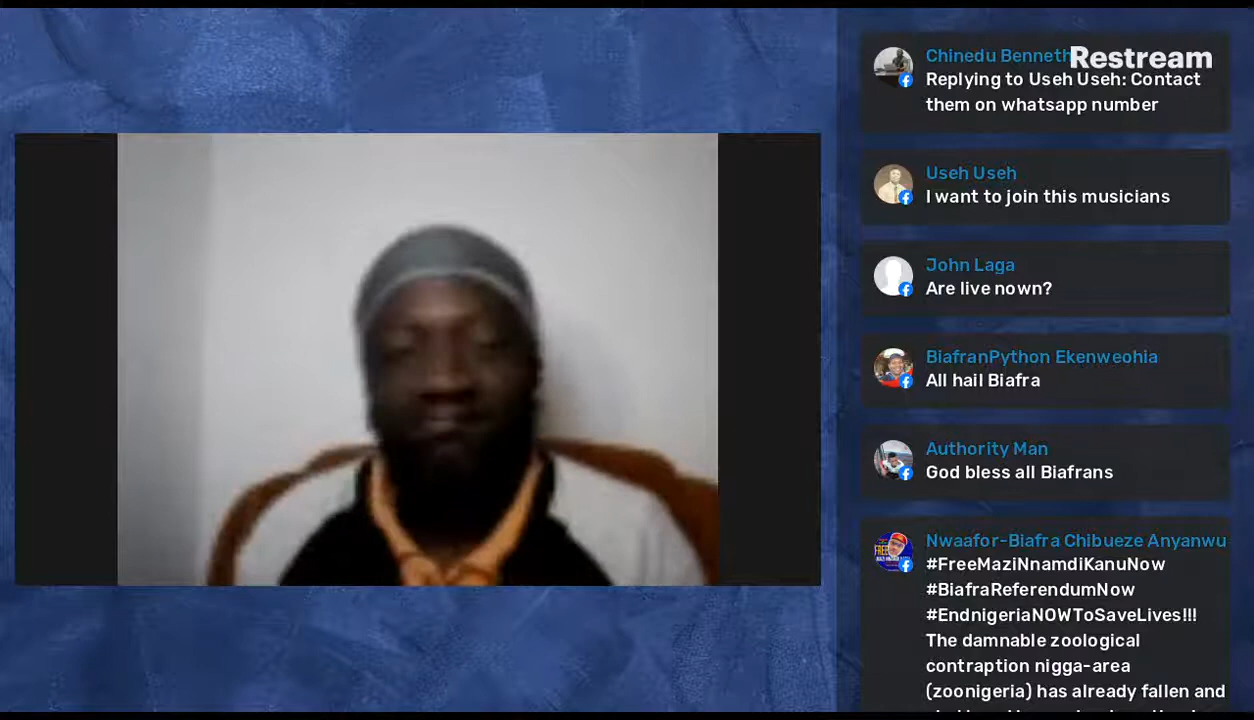 Chinedu Benneth
Restream
Replying to Useh Useh: Contact
them on whatsapp number
Useh Useh
I want to join this musicians
John Laga
Are live nown?
BiafranPython Ekenweohia
All hail Biafra
Authority Man
God bless all Biafrans
Nwaafor-Biafra Chibueze Anyanwu
#FreeMaziNnamdiKanuNow
#BiafraReferendumNow
#EndnigeriaNOWToSaveLives!!!
The damnable zoological
contraption nigga-area
(zoonigeria) has already fallen and